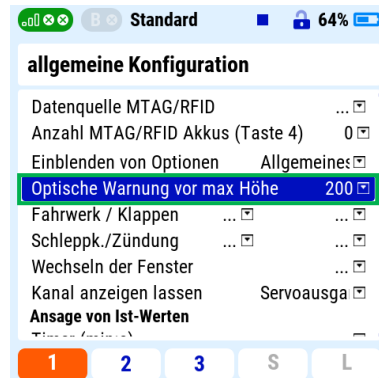 B Standard 64%
allgemeine Konfiguration
Datenquelle MTAG/RFID ...
Anzahl MTAG/RFID Akkus (Taste 4) 0
Einblenden von Optionen Allgemeines
Optische Warnung vor max Höhe 200
Fahrwerk / Klappen ... ...
Schleppk./Zündung ... ...
Wechseln der Fenster ...
Kanal anzeigen lassen Servoausga
Ansage von Ist-Werten
1 2 3 S L